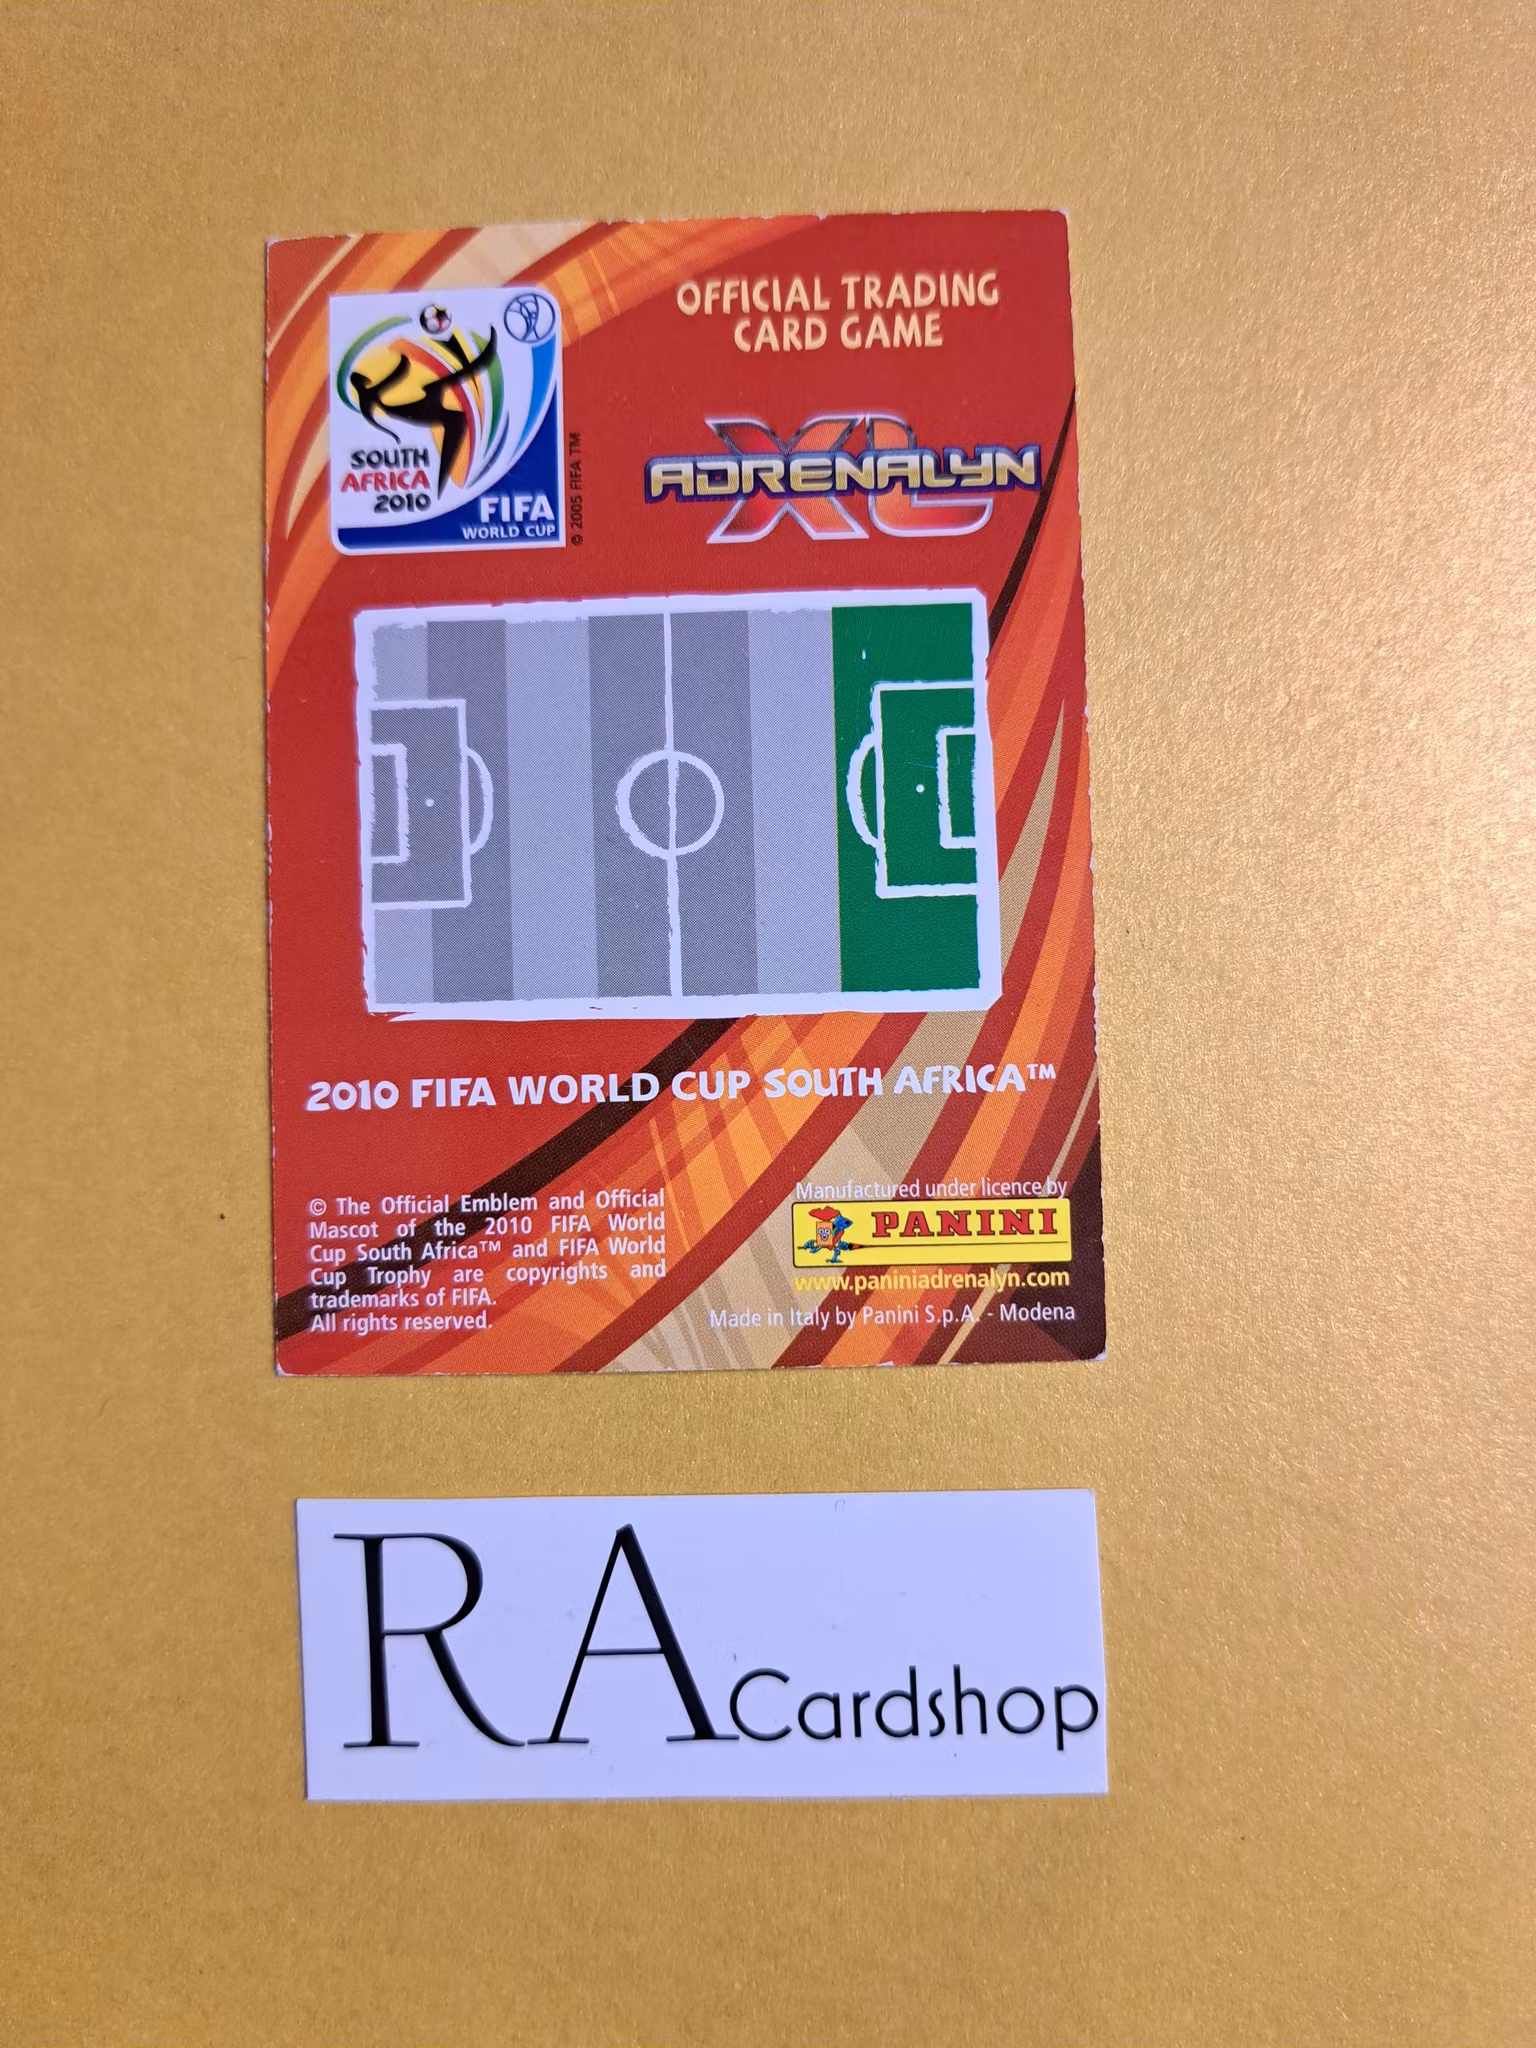 OFFICIAL TRADING
CARD GAME
SOUTH
AFRICA
2010
FIFA
WORLD CUP
© 2005 FIFA TM
ADRENALYN
XL
2010 FIFA WORLD CUP SOUTH AFRICA™
© The Official Emblem and Official
Mascot of the 2010 FIFA World
Cup South Africa™ and FIFA World
Cup Trophy are copyrights and
trademarks of FIFA.
All rights reserved.
Manufactured under licence by
PANINI
www.paniniadrenalyn.com
Made in Italy by Panini S.p.A. - Modena
RA Cardshop